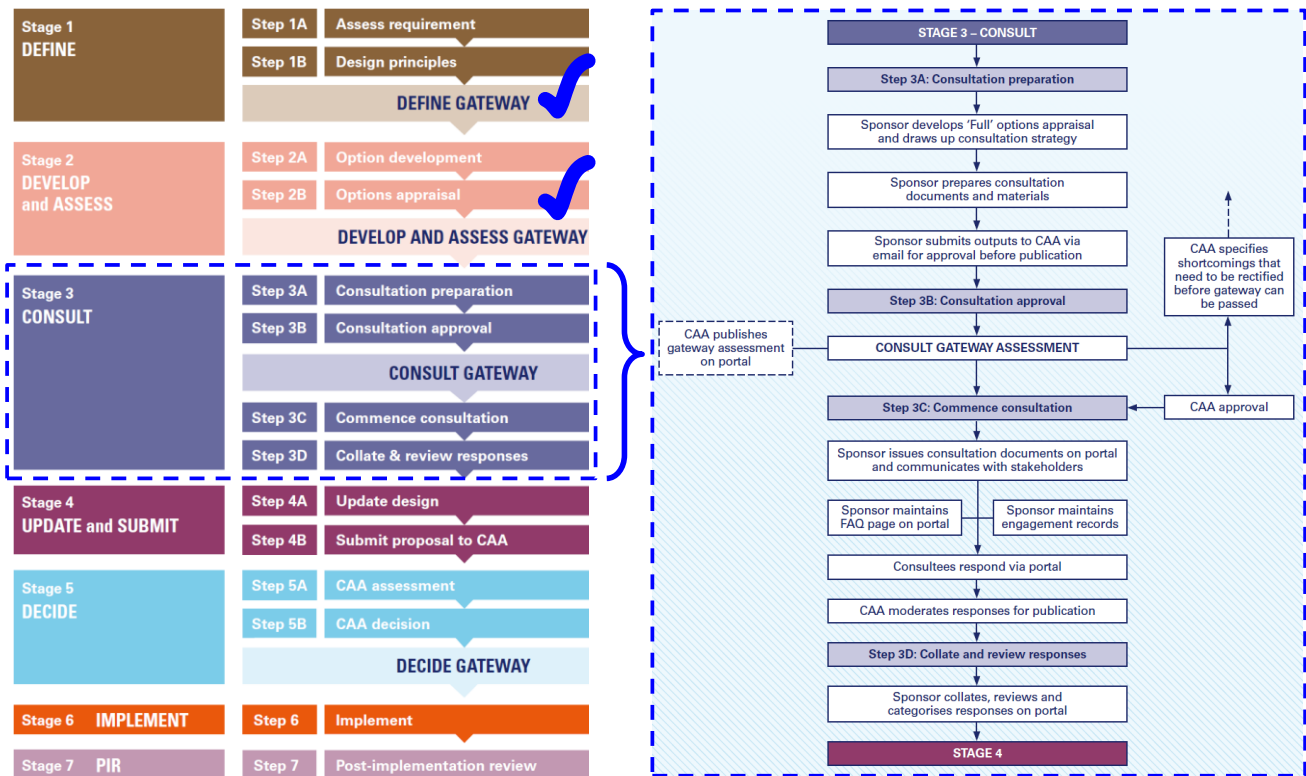 Stage 1
DEFINE
Step 1A
Assess requirement
Step 1B
Design principles
DEFINE GATEWAY
Stage 2
DEVELOP
and ASSESS
Step 2A
Option development
Step 2B
Options appraisal
DEVELOP AND ASSESS GATEWAY
Stage 3
CONSULT
Step 3A
Consultation preparation
Step 3B
Consultation approval
CONSULT GATEWAY
Step 3C
Commence consultation
Step 3D
Collate & review responses
Stage 4
UPDATE and SUBMIT
Step 4A
Update design
Step 4B
Submit proposal to CAA
Stage 5
DECIDE
Step 5A
CAA assessment
Step 5B
CAA decision
DECIDE GATEWAY
Stage 6 IMPLEMENT
Step 6
Implement
Stage 7 PIR
Step 7
Post-implementation review
STAGE 3 – CONSULT
Step 3A: Consultation preparation
Sponsor develops ‘Full’ options appraisal
and draws up consultation strategy
Sponsor prepares consultation
documents and materials
Sponsor submits outputs to CAA via
email for approval before publication
CAA specifies
shortcomings that
need to be rectified
before gateway can
be passed
Step 3B: Consultation approval
CAA publishes
gateway assessment
on portal
CONSULT GATEWAY ASSESSMENT
Step 3C: Commence consultation
CAA approval
Sponsor issues consultation documents on portal
and communicates with stakeholders
Sponsor maintains
FAQ page on portal
Sponsor maintains
engagement records
Consultees respond via portal
CAA moderates responses for publication
Step 3D: Collate and review responses
Sponsor collates, reviews and
categorises responses on portal
STAGE 4